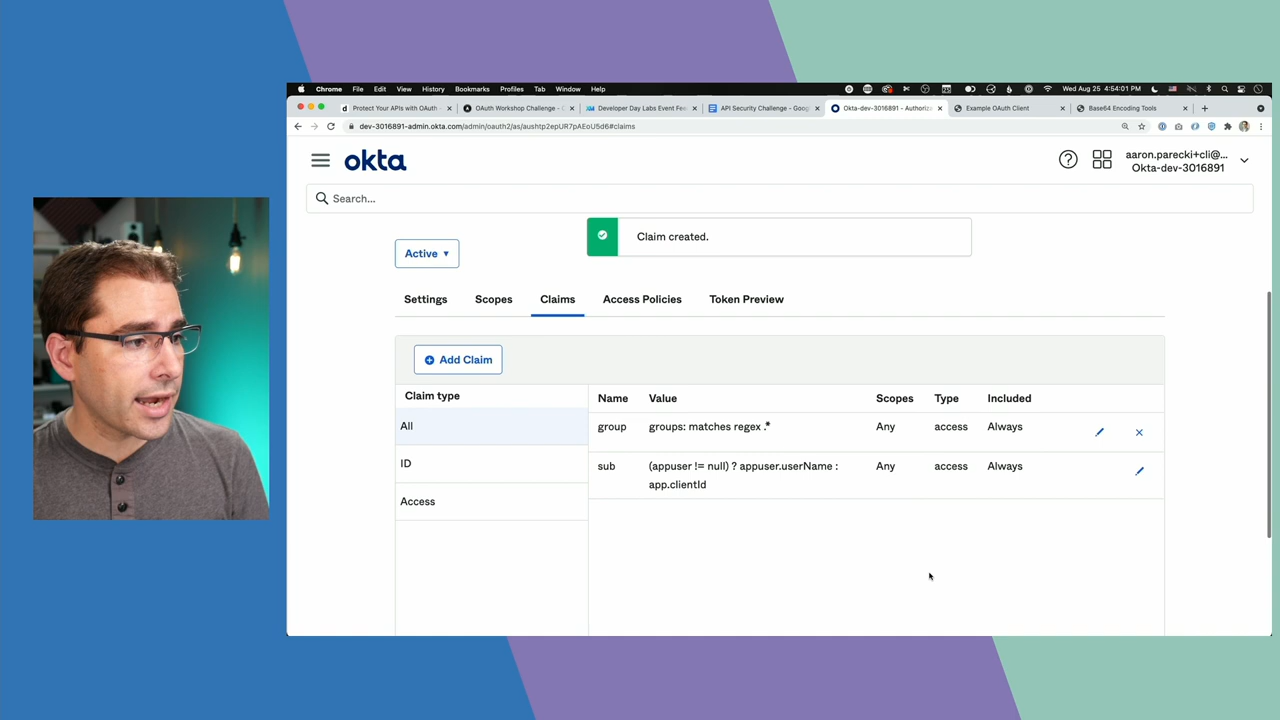 Chrome File Edit View History Bookmarks Profiles Tab Window Help Wed Aug 25 4:54:01 PM
Protect Your APIs with OAuth OAuth Workshop Challenge - Developer Day Labs Event Fee API Security Challenge - Goog Okta-dev-3016891 - Authoriza Example OAuth Client Base64 Encoding Tools
dev-3016891-admin.okta.com/admin/oauth2/as/aushtp2epUR7pAEoU5d6#claims
okta
aaron.parecki+cli@...
Okta-dev-3016891
Search...
Claim created.
Active
Settings Scopes Claims Access Policies Token Preview
Add Claim
Claim type Name Value Scopes Type Included
All group groups: matches regex .* Any access Always
ID sub (appuser != null) ? appuser.userName : Any access Always
app.clientId
Access